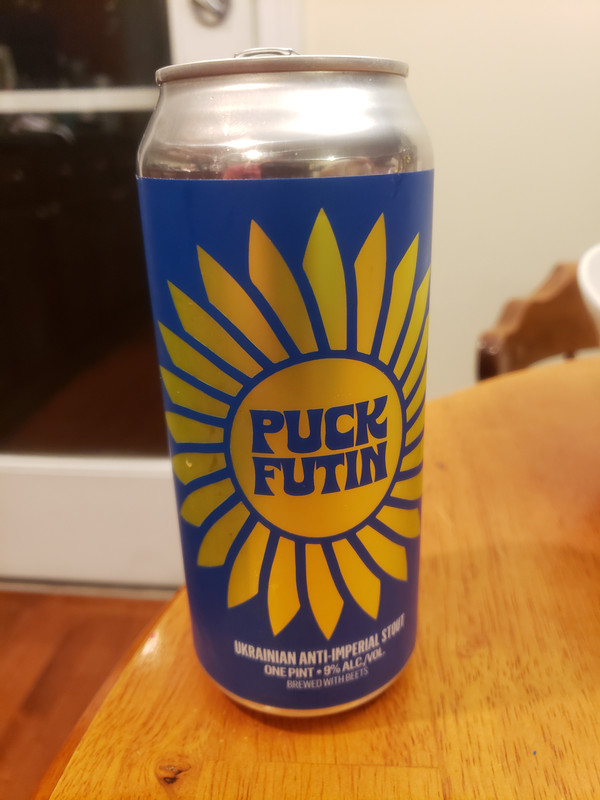 PUCK
FUTIN
UKRAINIAN ANTI-IMPERIAL STOUT
ONE PINT • 9% ALC./VOL.
BREWED WITH BEETS